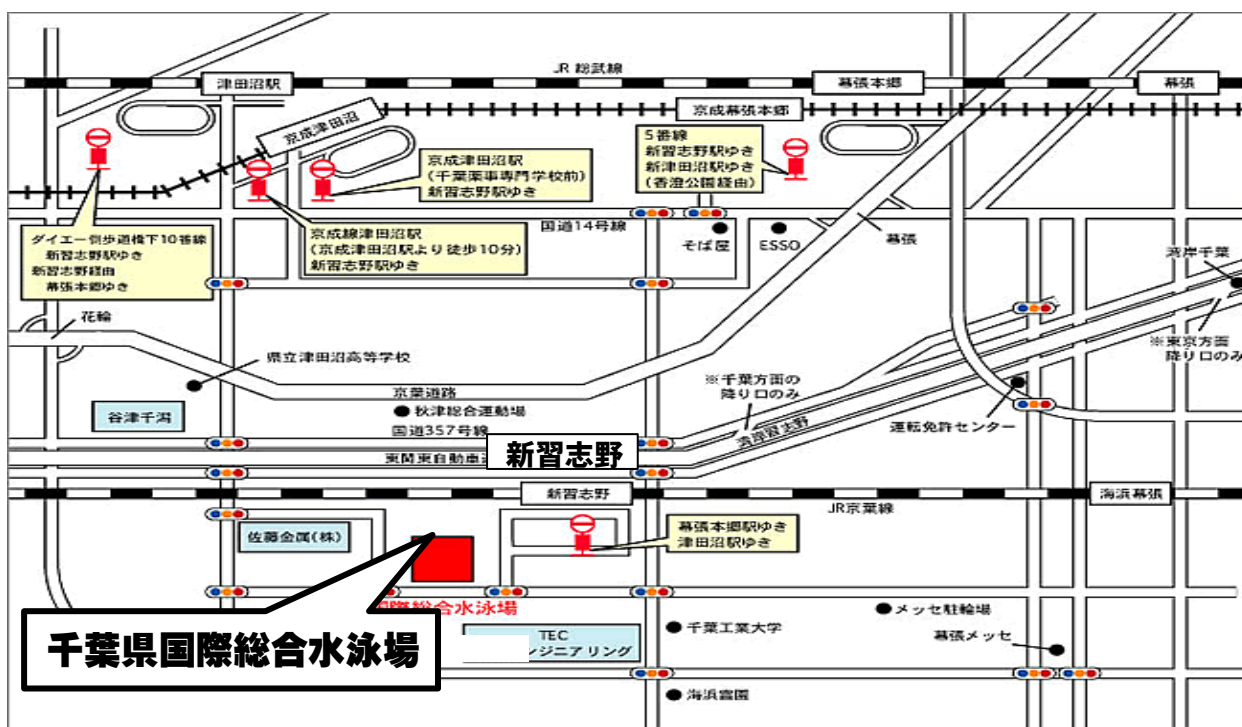 JR 総武線
津田沼駅
幕張本郷
幕張
京成幕張本郷
京成津田沼
5番線
新習志野駅ゆき
新津田沼駅ゆき
(香澄公園経由)
京成津田沼駅
(千葉薬事専門学校前)
新習志野駅ゆき
国道14号線
そば屋
ESSO
幕張
ダイエー側歩道橋下10番線
新習志野駅ゆき
新習志野経由
幕張本郷ゆき
京成線津田沼駅
(京成津田沼駅より徒歩10分)
新習志野駅ゆき
湾岸千葉
花輪
※東京方面
降り口のみ
県立津田沼高等学校
※千葉方面の
降り口のみ
京葉道路
谷津干潟
秋津総合運動場
国道357号線
湾岸習志野
運転免許センター
東関東自動車
新習志野
新習志野
海浜幕張
JR京葉線
佐藤金属(株)
幕張本郷駅ゆき
津田沼駅ゆき
国際総合水泳場
千葉県国際総合水泳場
メッセ駐輪場
千葉工業大学
TEC
ンジニアリング
幕張メッセ
海浜霊園